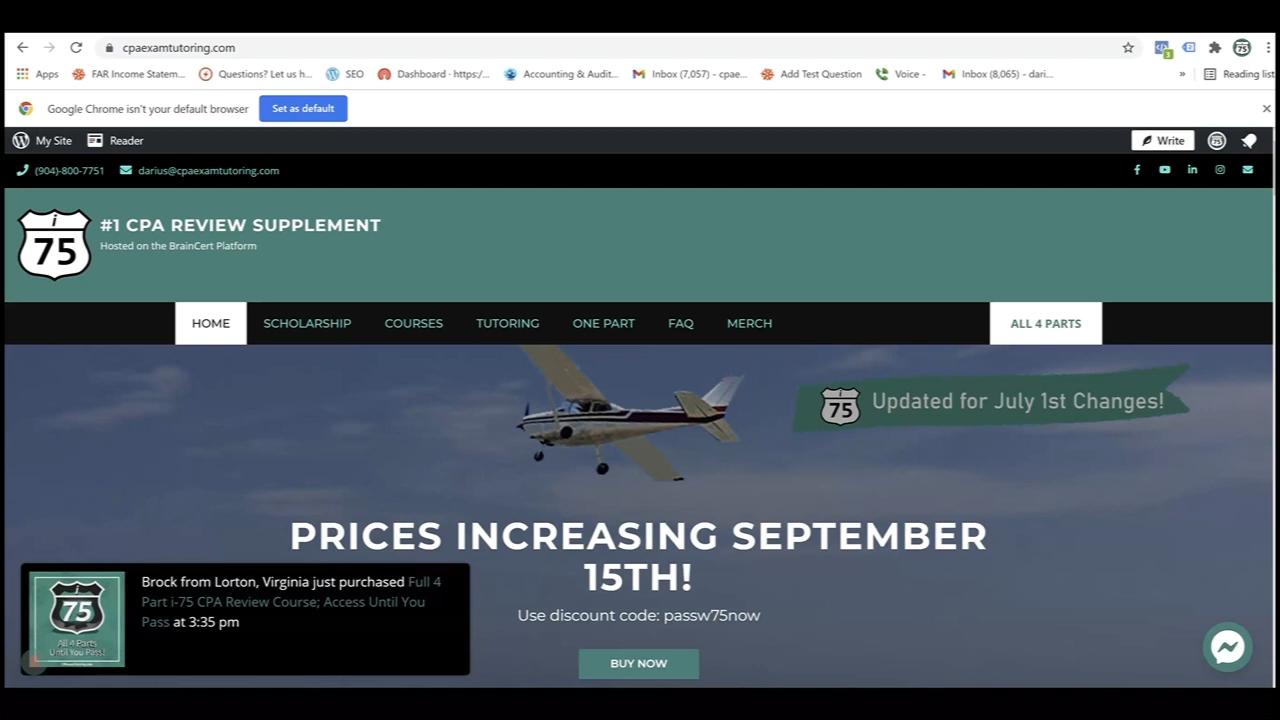 cpaexamtutoring.com
3
75
Apps
FAR Income Statem...
Questions? Let us h...
SEO
Dashboard - https:/...
Accounting & Audit...
Inbox (7,057) - cpae...
Add Test Question
Voice -
Inbox (8,065) - dari...
»
Reading list
Google Chrome isn't your default browser
Set as default
My Site
Reader
Write
(904)-800-7751
darius@cpaexamtutoring.com
i
75
#1 CPA REVIEW SUPPLEMENT
Hosted on the BrainCert Platform
HOME
SCHOLARSHIP
COURSES
TUTORING
ONE PART
FAQ
MERCH
ALL 4 PARTS
75
Updated for July 1st Changes!
PRICES INCREASING SEPTEMBER
15TH!
Use discount code: passw75now
BUY NOW
75
All 4 Parts
Until You Pass!
Brock from Lorton, Virginia just purchased Full 4
Part i-75 CPA Review Course; Access Until You
Pass at 3:35 pm